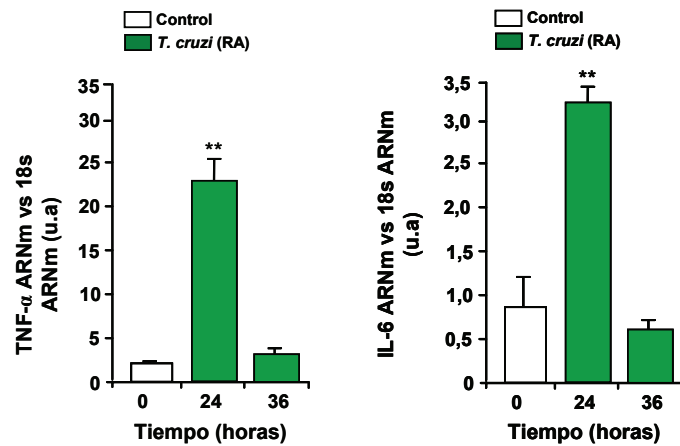 Control
T. cruzi (RA)
TNF-α ARNm vs 18s
ARNm (u.a)
35
30
25
20
15
10
5
0
**
0 24 36
Tiempo (horas)
Control
T. cruzi (RA)
IL-6 ARNm vs 18s ARNm
(u.a)
3,5
3,0
2,5
2,0
1,5
1,0
0,5
0
**
0 24 36
Tiempo (horas)